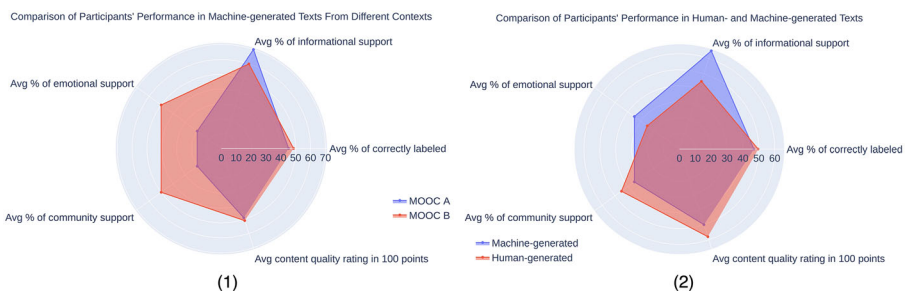 Comparison of Participants' Performance in Machine-generated Texts From Different Contexts
Avg % of informational support
Avg % of emotional support
Avg % of correctly labeled
0 10 20 30 40 50 60 70
Avg % of community support
MOOC A
MOOC B
Avg content quality rating in 100 points
(1)
Comparison of Participants' Performance in Human- and Machine-generated Texts
Avg % of informational support
Avg % of emotional support
Avg % of correctly labeled
0 10 20 30 40 50 60
Avg % of community support
Machine-generated
Human-generated
Avg content quality rating in 100 points
(2)